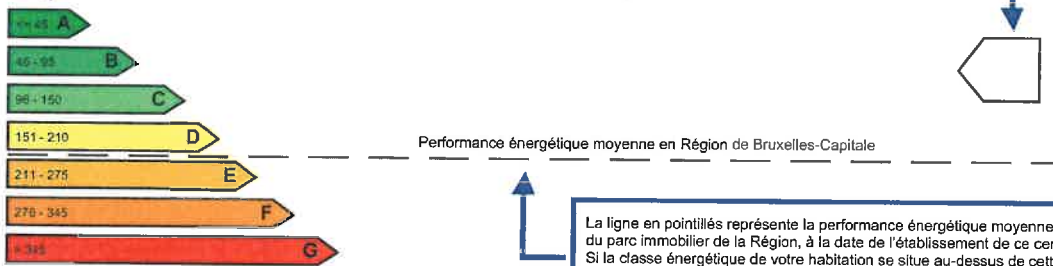 <= 45 A
46 - 95 B
96 - 150 C
151 - 210 D
Performance énergétique moyenne en Région de Bruxelles-Capitale
211 - 275 E
276 - 345 F
> 345 G
La ligne en pointillés représente la performance énergétique moyenne
du parc immobilier de la Région, à la date de l'établissement de ce cer
Si la classe énergétique de votre habitation se situe au-dessus de cett